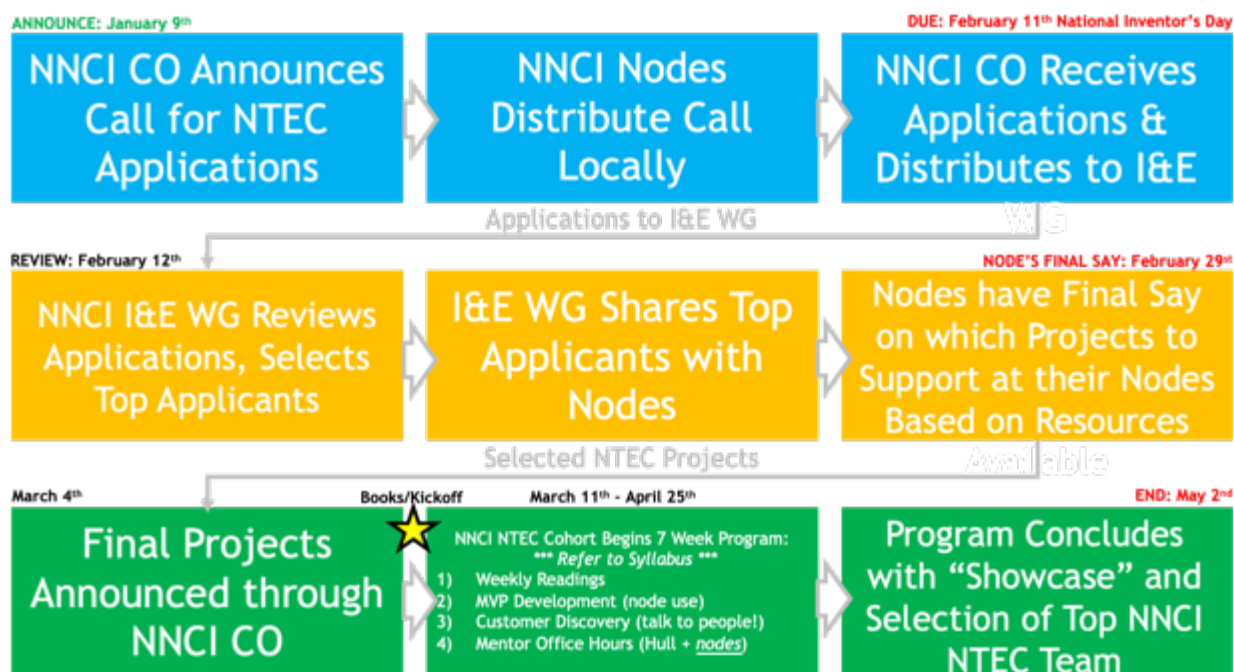 ANNOUNCE: January 9th
DUE: February 11th National Inventor's Day
NNCI CO Announces
Call for NTEC
Applications
NNCI Nodes
Distribute Call
Locally
NNCI CO Receives
Applications &
Distributes to I&E
WG
Applications to I&E WG
REVIEW: February 12th
NODE'S FINAL SAY: February 29st
NNCI I&E WG Reviews
Applications, Selects
Top Applicants
I&E WG Shares Top
Applicants with
Nodes
Nodes have Final Say
on which Projects to
Support at their Nodes
Based on Resources
Available
Selected NTEC Projects
March 4th
Books/Kickoff
March 11th - April 25th
END: May 2nd
Final Projects
Announced through
NNCI CO
NNCI NTEC Cohort Begins 7 Week Program:
*** Refer to Syllabus ***
1) Weekly Readings
2) MVP Development (node use)
3) Customer Discovery (talk to people!)
4) Mentor Office Hours (Hull + nodes)
Program Concludes
with "Showcase" and
Selection of Top NNCI
NTEC Team